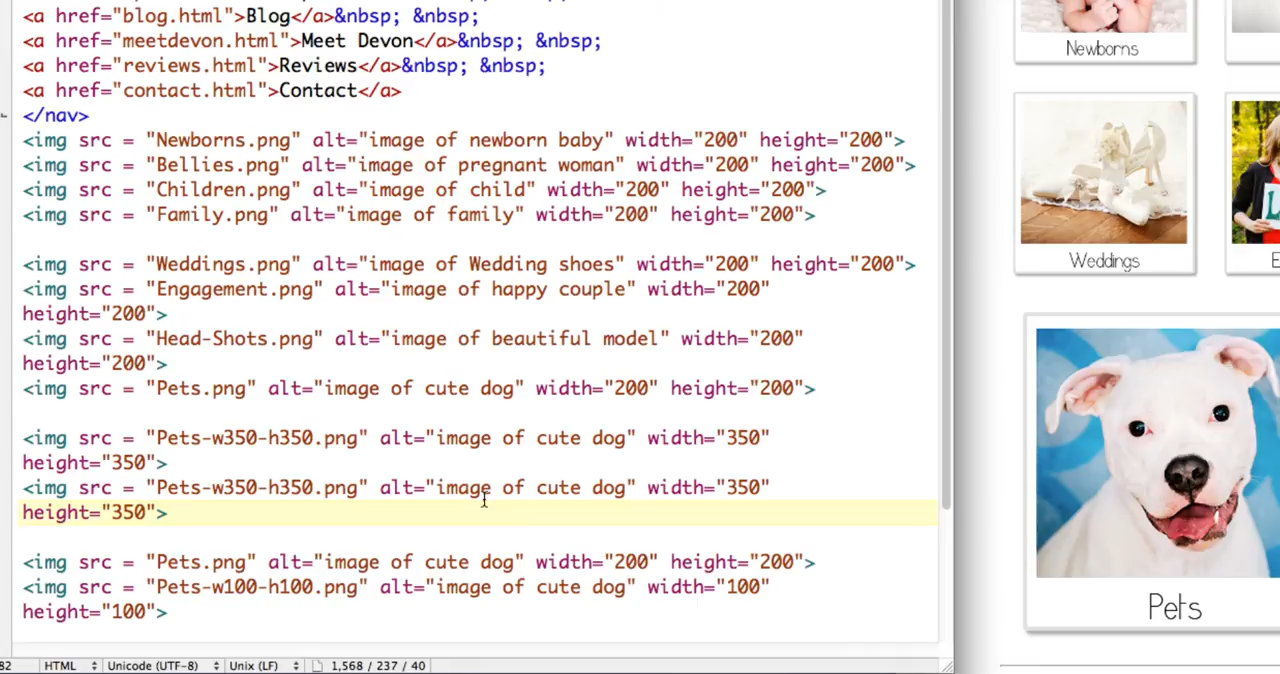 <a href="blog.html">Blog</a>&nbsp; &nbsp;
<a href="meetdevon.html">Meet Devon</a>&nbsp; &nbsp;
<a href="reviews.html">Reviews</a>&nbsp; &nbsp;
<a href="contact.html">Contact</a>
</nav>
<img src = "Newborns.png" alt="image of newborn baby" width="200" height="200">
<img src = "Bellies.png" alt="image of pregnant woman" width="200" height="200">
<img src = "Children.png" alt="image of child" width="200" height="200">
<img src = "Family.png" alt="image of family" width="200" height="200">
<img src = "Weddings.png" alt="image of Wedding shoes" width="200" height="200">
<img src = "Engagement.png" alt="image of happy couple" width="200"
height="200">
<img src = "Head-Shots.png" alt="image of beautiful model" width="200"
height="200">
<img src = "Pets.png" alt="image of cute dog" width="200" height="200">
<img src = "Pets-w350-h350.png" alt="image of cute dog" width="350"
height="350">
<img src = "Pets-w350-h350.png" alt="image of cute dog" width="350"
height="350">
<img src = "Pets.png" alt="image of cute dog" width="200" height="200">
<img src = "Pets-w100-h100.png" alt="image of cute dog" width="100"
height="100">
82 HTML Unicode (UTF-8) Unix (LF) 1,568 / 237 / 40
Newborns
Weddings
E
L
Pets